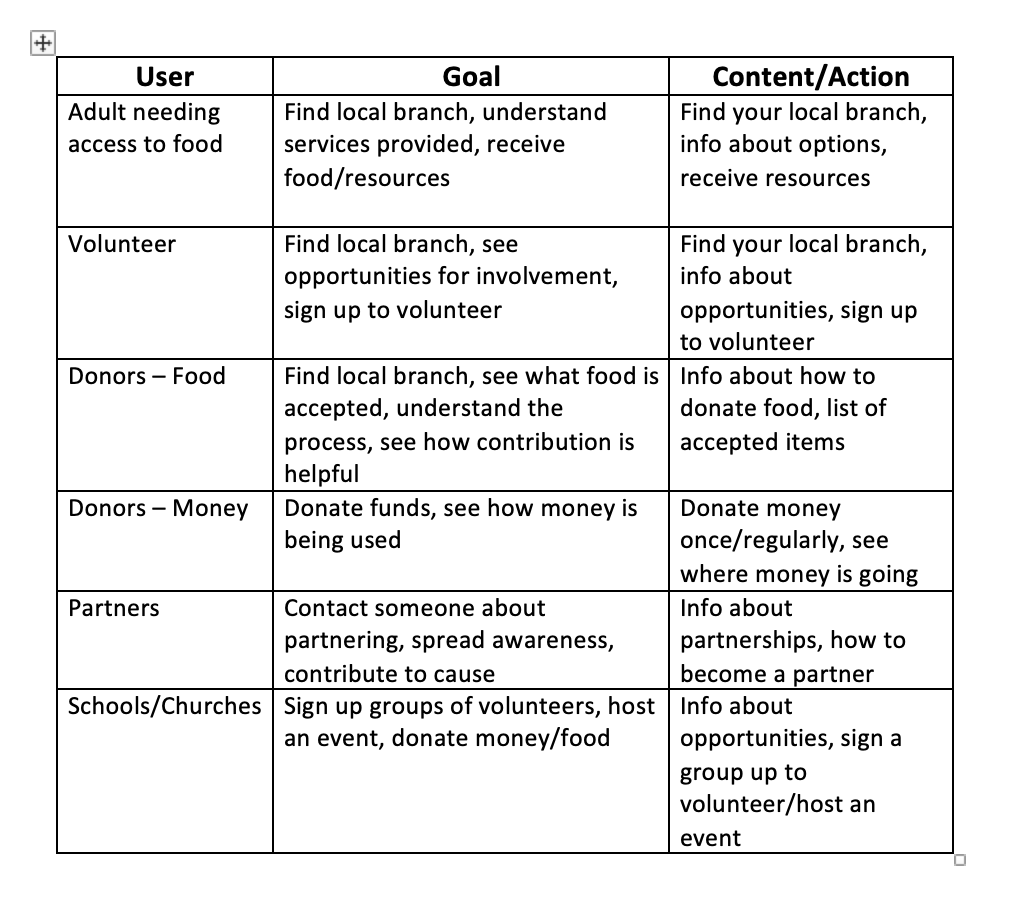 User
Goal
Content/Action
Adult needing
access to food
Find local branch, understand
services provided, receive
food/resources
Find your local branch,
info about options,
receive resources
Volunteer
Find local branch, see
opportunities for involvement,
sign up to volunteer
Find your local branch,
info about
opportunities, sign up
to volunteer
Donors – Food
Find local branch, see what food is
accepted, understand the
process, see how contribution is
helpful
Info about how to
donate food, list of
accepted items
Donors – Money
Donate funds, see how money is
being used
Donate money
once/regularly, see
where money is going
Partners
Contact someone about
partnering, spread awareness,
contribute to cause
Info about
partnerships, how to
become a partner
Schools/Churches
Sign up groups of volunteers, host
an event, donate money/food
Info about
opportunities, sign a
group up to
volunteer/host an
event